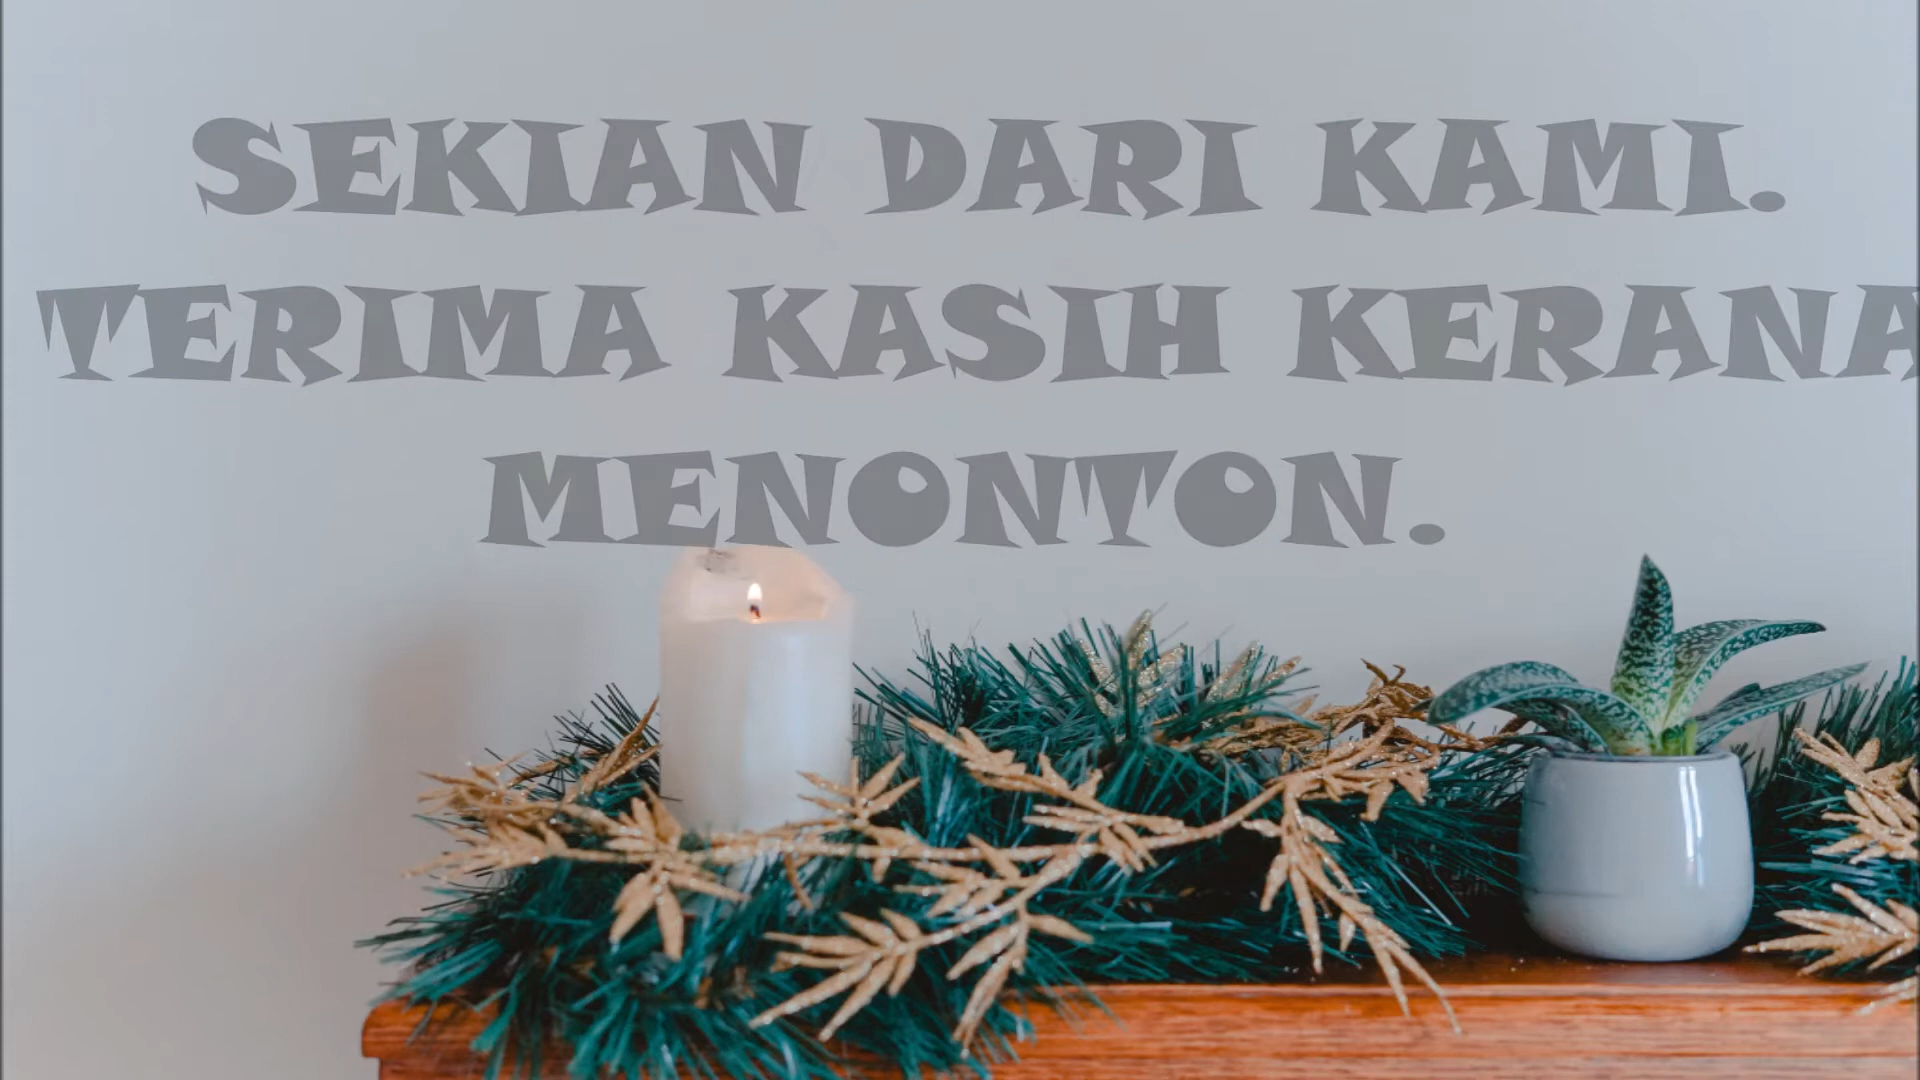 SEKIAN DARI KAMI.
TERIMA KASIH KERANA
MENONTON.